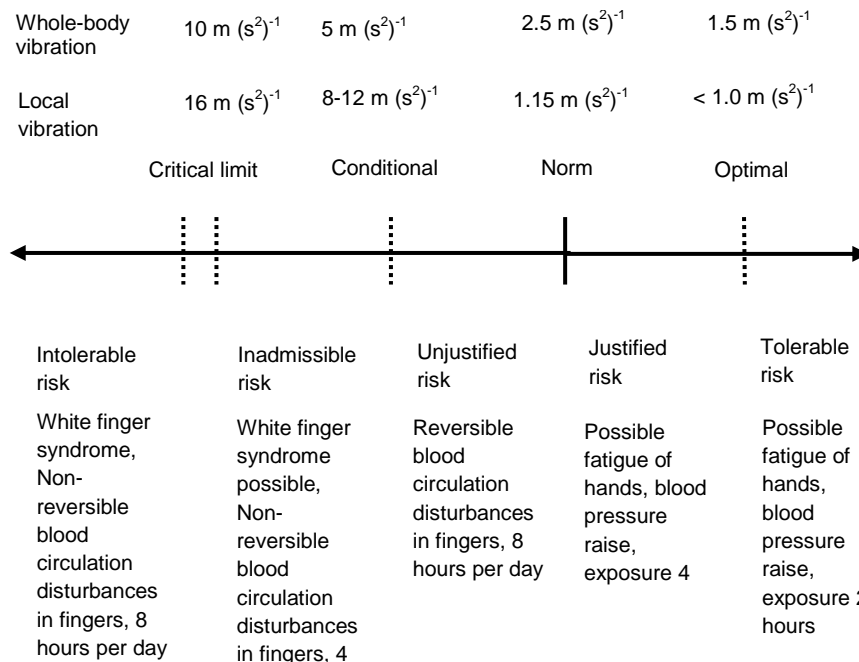 Whole-body vibration 10 m (s²)⁻¹ 5 m (s²)⁻¹ 2.5 m (s²)⁻¹ 1.5 m (s²)⁻¹
Local vibration 16 m (s²)⁻¹ 8-12 m (s²)⁻¹ 1.15 m (s²)⁻¹ < 1.0 m (s²)⁻¹
Critical limit Conditional Norm Optimal
Intolerable
risk
White finger
syndrome,
Non-
reversible
blood
circulation
disturbances
in fingers, 8
hours per day
Inadmissible
risk
White finger
syndrome
possible,
Non-
reversible
blood
circulation
disturbances
in fingers, 4
Unjustified
risk
Reversible
blood
circulation
disturbances
in fingers, 8
hours per day
Justified
risk
Possible
fatigue of
hands, blood
pressure
raise,
exposure 4
Tolerable
risk
Possible
fatigue of
hands,
blood
pressure
raise,
exposure 2
hours